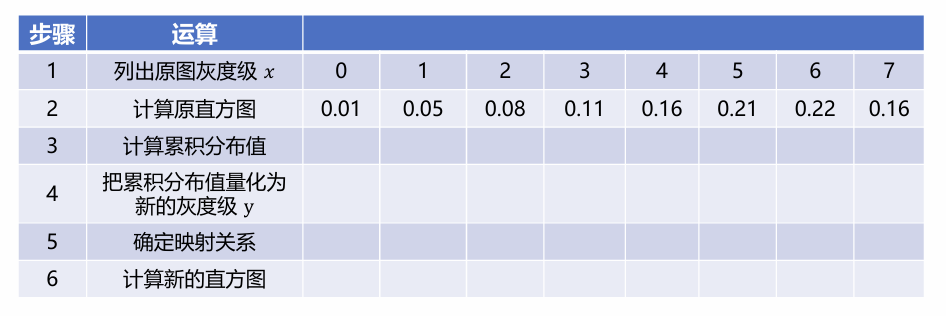 步骤 运算
1 列出原图灰度级 x 0 1 2 3 4 5 6 7
2 计算原直方图 0.01 0.05 0.08 0.11 0.16 0.21 0.22 0.16
3 计算累积分布值
4 把累积分布值量化为
新的灰度级 y
5 确定映射关系
6 计算新的直方图